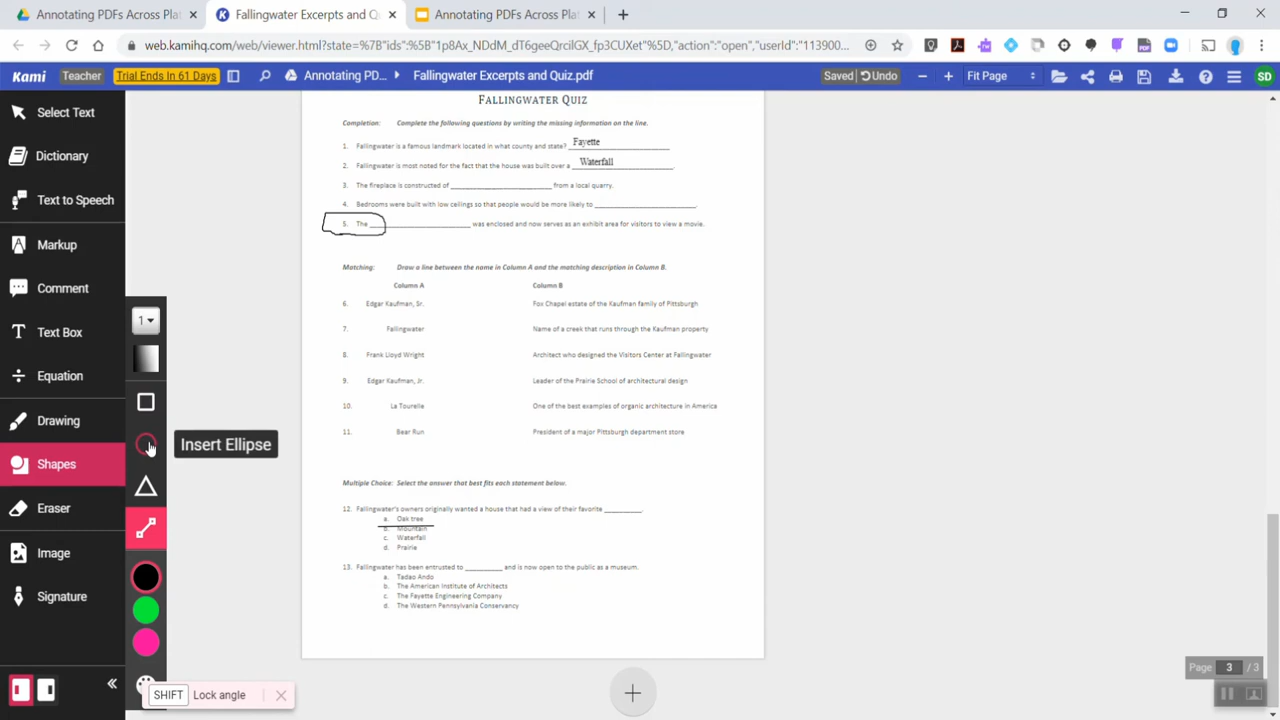 Annotating PDFs Across Plat
Fallingwater Excerpts and Q
Annotating PDFs Across Plat
web.kamihq.com/web/viewer.html?state=%7B"ids"%3A%5B"1p8Ax_NDdM_dT6geeQrcilGX_fp3CUXet"%5D,"action"%3A"open","userId"%3A"113900...
Kami Teacher Trial Ends In 61 Days Annotating PD... Fallingwater Excerpts and Quiz.pdf Saved Undo Fit Page SD
Select Text
Markup
Comment
Text Box
Equation
Drawing
Shapes
Eraser
Image
1
Insert Ellipse
SHIFT Lock angle
FALLINGWATER QUIZ
Completion: Complete the following questions by writing the missing information on the line.
1. Fallingwater is a famous landmark located in what county and state? Fayette
2. Fallingwater is most noted for the fact that the house was built over a Waterfall.
3. The fireplace is constructed of ____ from a local quarry.
4. Bedrooms were built with low ceilings so that people would be more likely to ____.
5. The ____ was enclosed and now serves as an exhibit area for visitors to view a movie.
Matching: Draw a line between the name in Column A and the matching description in Column B.
Column A Column B
6. Edgar Kaufman, Sr. Fox Chapel estate of the Kaufman family of Pittsburgh
7. Fallingwater Name of a creek that runs through the Kaufman property
8. Frank Lloyd Wright Architect who designed the Visitors Center at Fallingwater
9. Edgar Kaufman, Jr. Leader of the Prairie School of architectural design
10. La Tourelle One of the best examples of organic architecture in America
11. Bear Run President of a major Pittsburgh department store
Multiple Choice: Select the answer that best fits each statement below.
12. Fallingwater's owners originally wanted a house that had a view of their favorite ____.
a. Oak tree
b. Mountain
c. Waterfall
d. Prairie
13. Fallingwater has been entrusted to ____ and is now open to the public as a museum.
a. Tadao Ando
b. The American Institute of Architects
c. The Fayette Engineering Company
d. The Western Pennsylvania Conservancy
Page 3 / 3